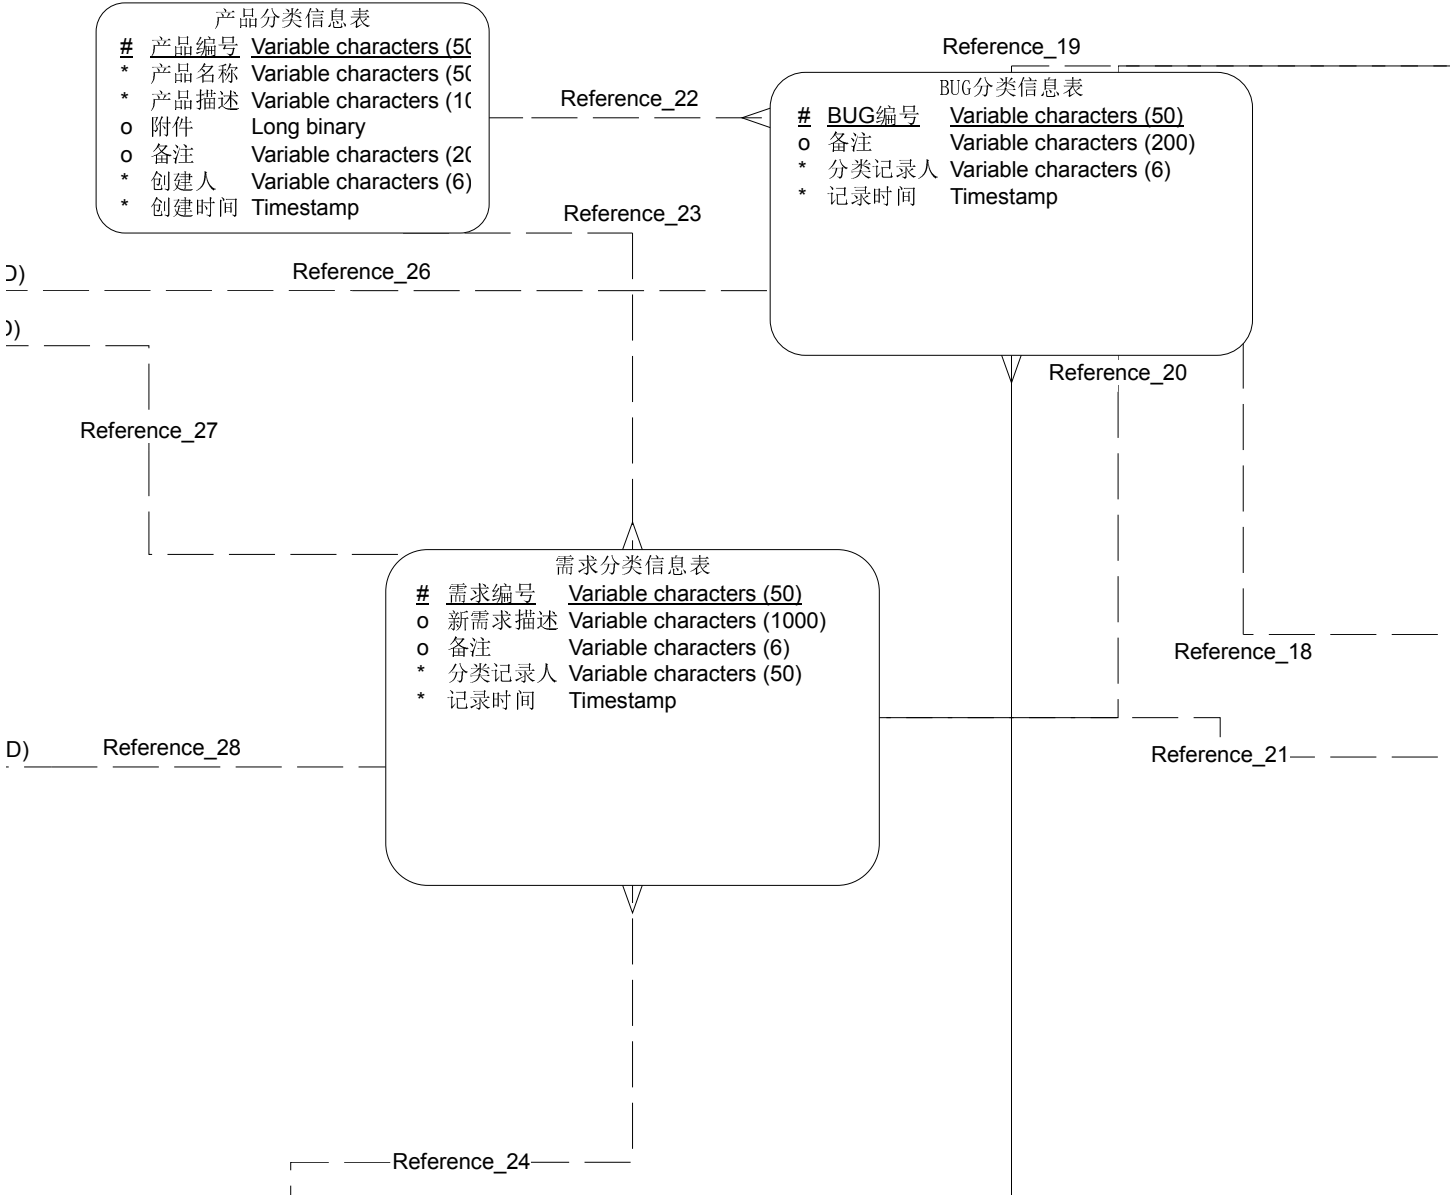 产品分类信息表
# 产品编号 Variable characters (50
* 产品名称 Variable characters (50
* 产品描述 Variable characters (10
o 附件 Long binary
o 备注 Variable characters (20
* 创建人 Variable characters (6)
* 创建时间 Timestamp
Reference_22
Reference_19
BUG分类信息表
# BUG编号 Variable characters (50)
o 备注 Variable characters (200)
* 分类记录人 Variable characters (6)
* 记录时间 Timestamp
Reference_23
D)
Reference_26
D)
Reference_20
Reference_27
需求分类信息表
# 需求编号 Variable characters (50)
o 新需求描述 Variable characters (1000)
o 备注 Variable characters (6)
* 分类记录人 Variable characters (50)
* 记录时间 Timestamp
Reference_18
D)
Reference_28
Reference_21
Reference_24